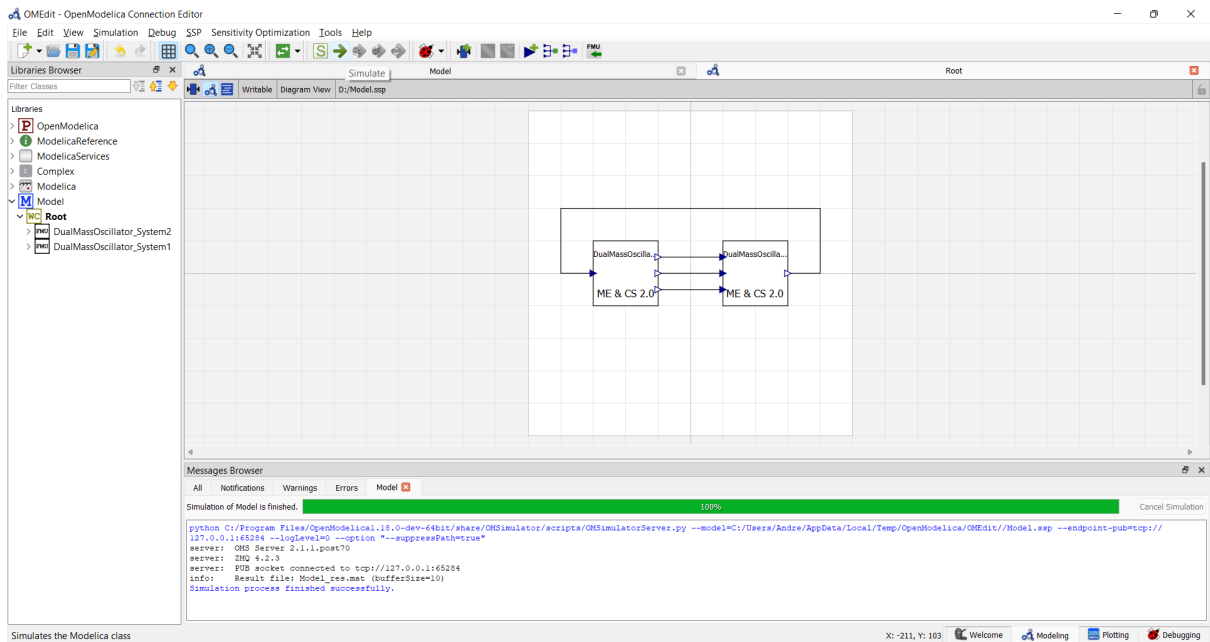 OMEdit - OpenModelica Connection Editor
File Edit View Simulation Debug SSP Sensitivity Optimization Tools Help
S
FMU
Libraries Browser
Simulate
Model
Root
Filter Classes
Writable Diagram View D:/Model.ssp
Libraries
P OpenModelica
i ModelicaReference
ModelicaServices
C Complex
Modelica
M Model
WC Root
FMU DualMassOscillator_System2
FMU DualMassOscillator_System1
DualMassOscilla... DualMassOscilla...
ME & CS 2.0 ME & CS 2.0
Messages Browser
All Notifications Warnings Errors Model
Simulation of Model is finished. 100% Cancel Simulation
python C:/Program Files/OpenModelica1.18.0-dev-64bit/share/OMSimulator/scripts/OMSimulatorServer.py --model=C:/Users/Andre/AppData/Local/Temp/OpenModelica/OMEdit//Model.ssp --endpoint-pub=tcp://
127.0.0.1:65284 --logLevel=0 --option "--suppressPath=true"
server: OMS Server 2.1.1.post70
server: ZMQ 4.2.3
server: PUB socket connected to tcp://127.0.0.1:65284
info: Result file: Model_res.mat (bufferSize=10)
Simulation process finished successfully.
Simulates the Modelica class
X: -211, Y: 103 Welcome Modeling Plotting Debugging